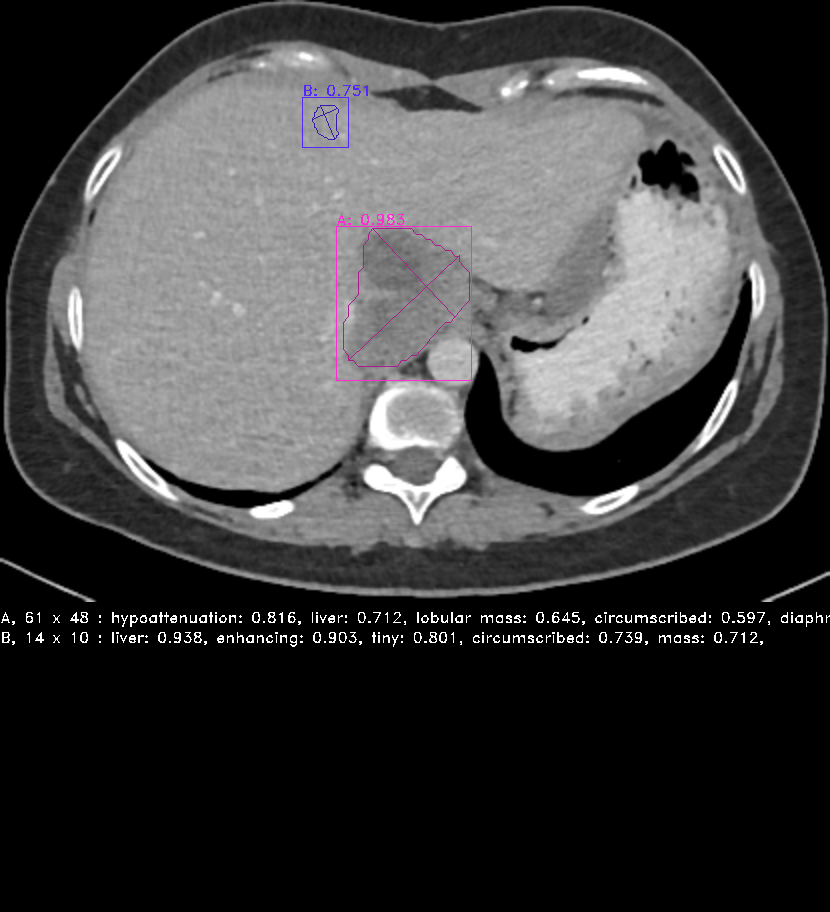 B: 0.751
A: 0.983
A, 61 x 48 : hypoattenuation: 0.816, liver: 0.712, lobular mass: 0.645, circumscribed: 0.597, diaphr
B, 14 x 10 : liver: 0.938, enhancing: 0.903, tiny: 0.801, circumscribed: 0.739, mass: 0.712,